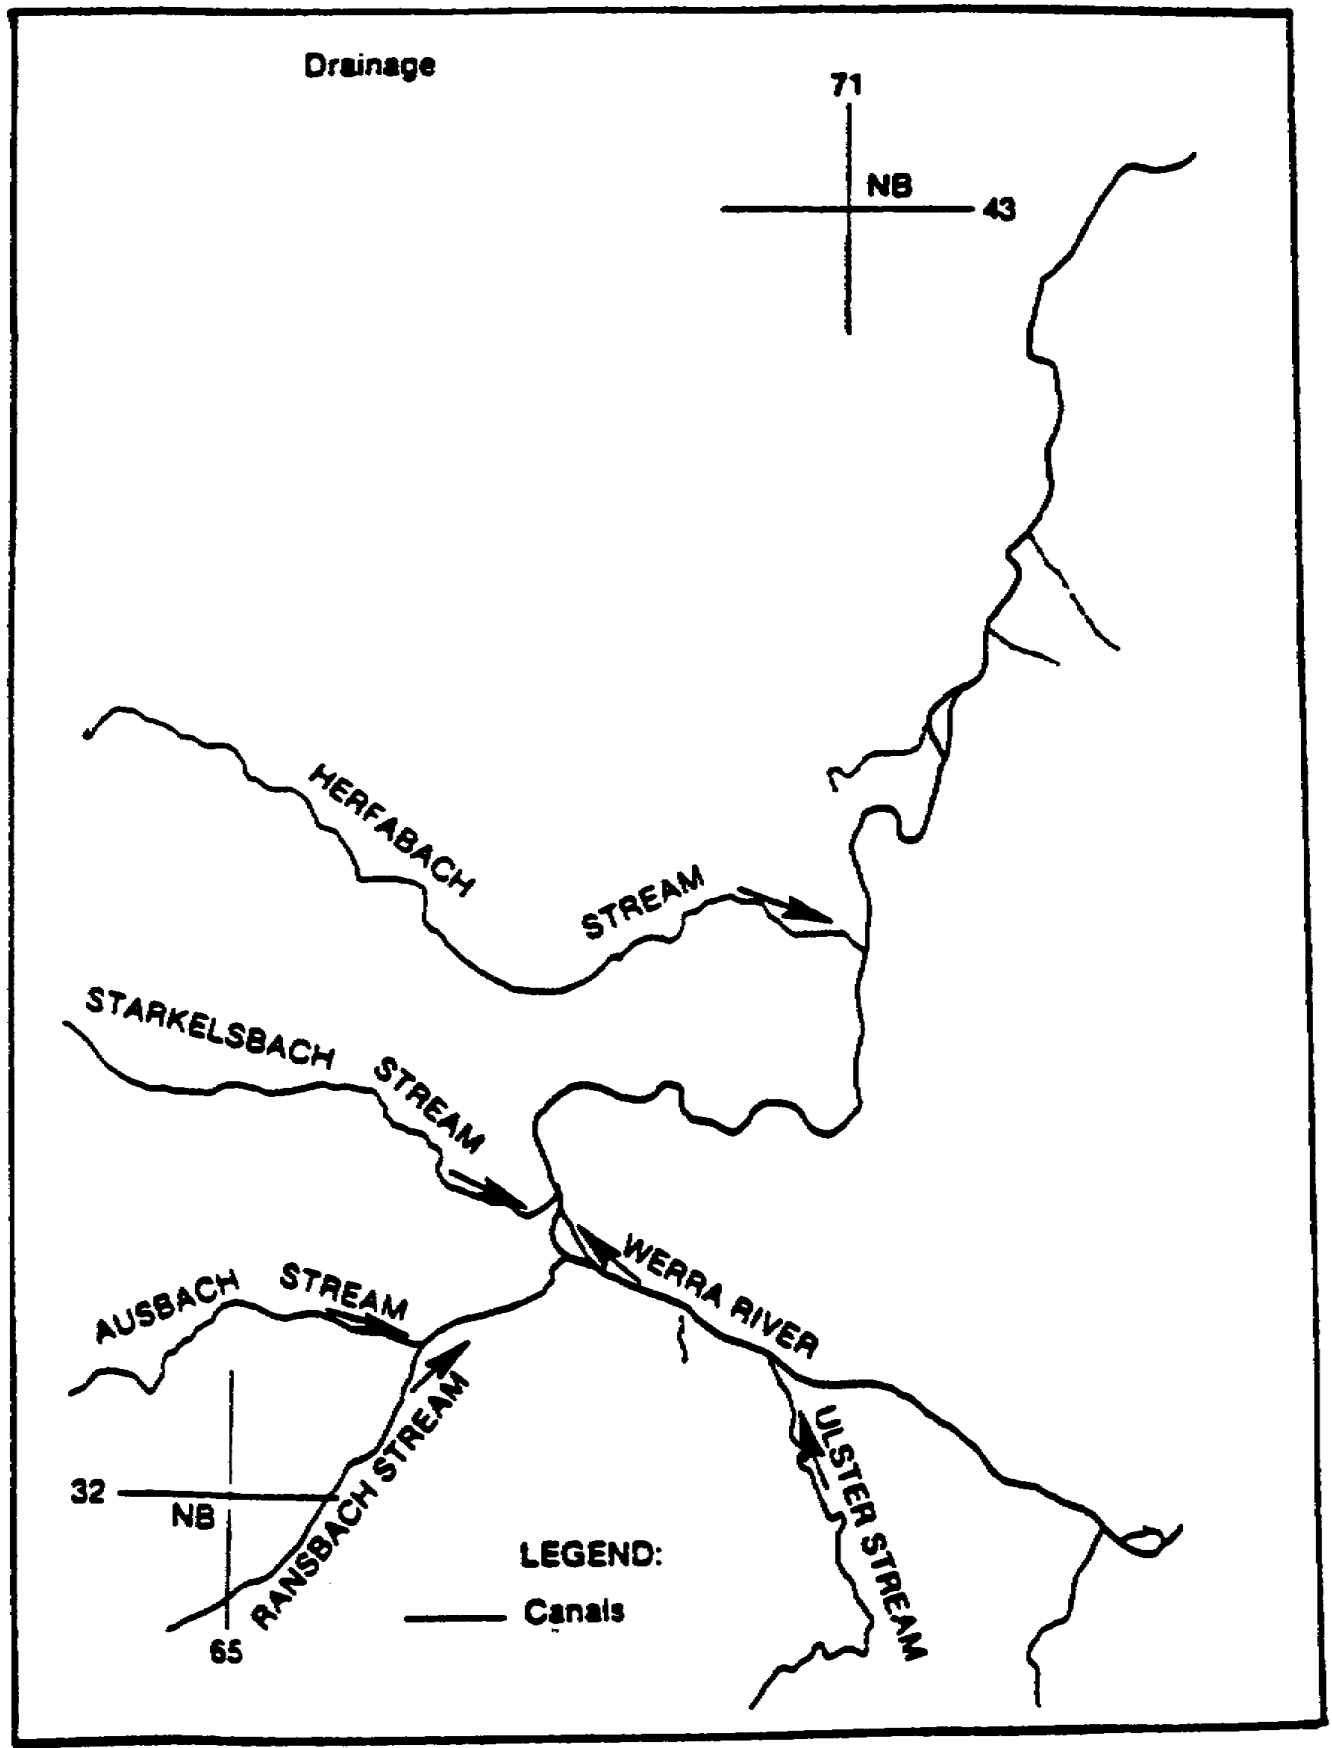 Drainage
71
NB
43
HERFABACH
STREAM
STARKELSBACH
STREAM
WERRA RIVER
AUSBACH
STREAM
RANSBACH STREAM
ULSTER STREAM
32
NB
65
LEGEND:
Canals